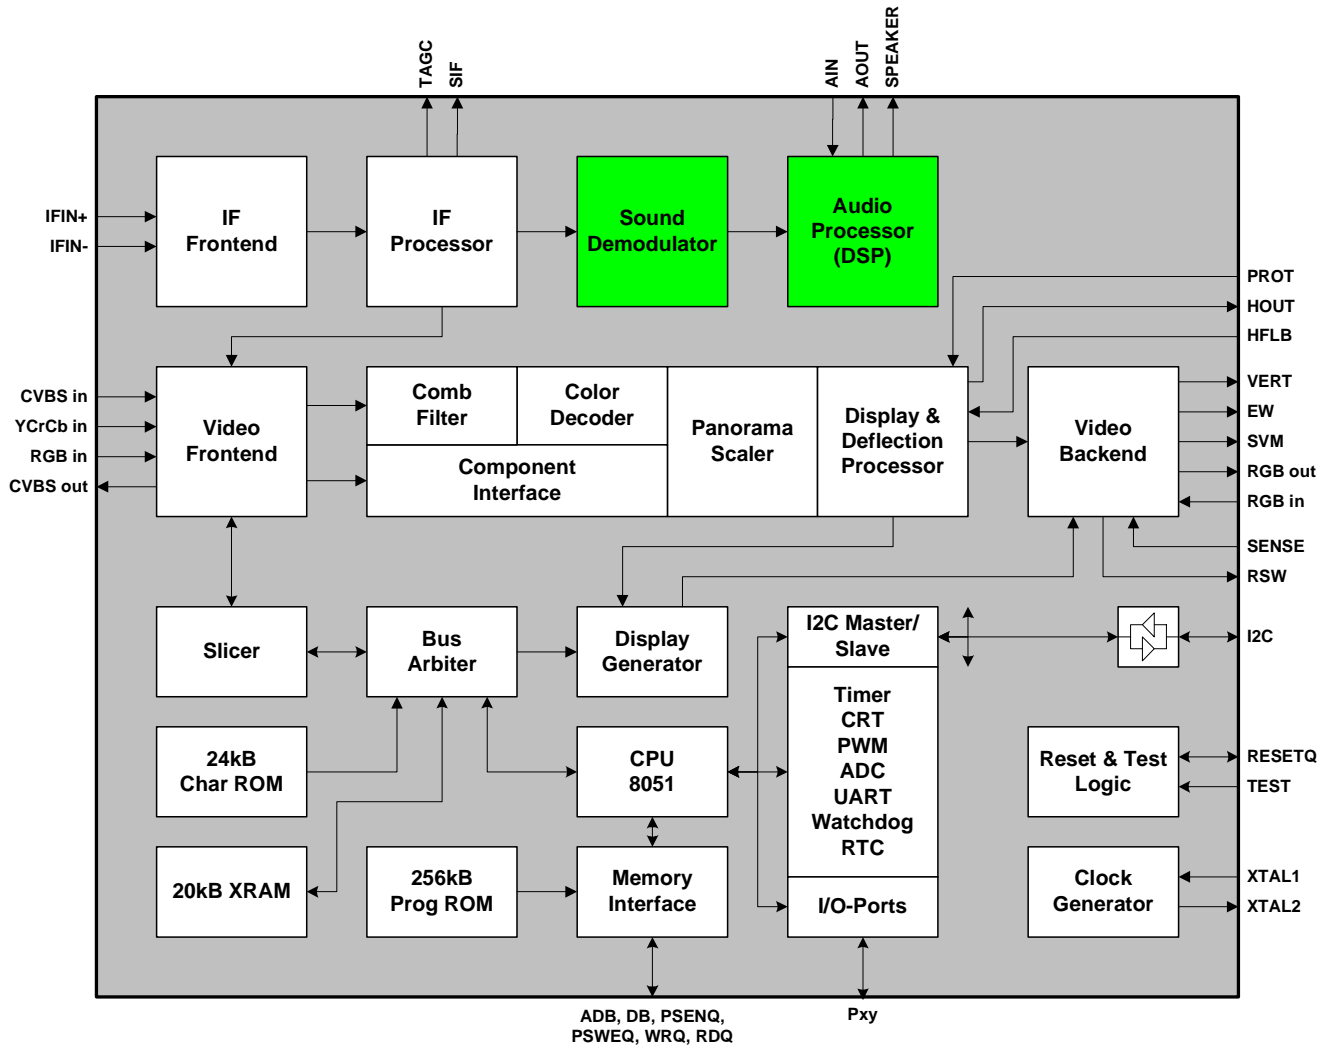 TAGC
SIF
AIN
AOUT
SPEAKER
IFIN+
IFIN-
IF
Frontend
IF
Processor
Sound
Demodulator
Audio
Processor
(DSP)
PROT
HOUT
HFLB
CVBS in
YCrCb in
RGB in
CVBS out
Video
Frontend
Comb
Filter
Color
Decoder
Component
Interface
Panorama
Scaler
Display &
Deflection
Processor
Video
Backend
VERT
EW
SVM
RGB out
RGB in
SENSE
RSW
Slicer
Bus
Arbiter
Display
Generator
I2C Master/
Slave
I2C
24kB
Char ROM
CPU
8051
Timer
CRT
PWM
ADC
UART
Watchdog
RTC
Reset & Test
Logic
RESETQ
TEST
20kB XRAM
256kB
Prog ROM
Memory
Interface
I/O-Ports
Clock
Generator
XTAL1
XTAL2
ADB, DB, PSENQ,
PSWEQ, WRQ, RDQ
Pxy